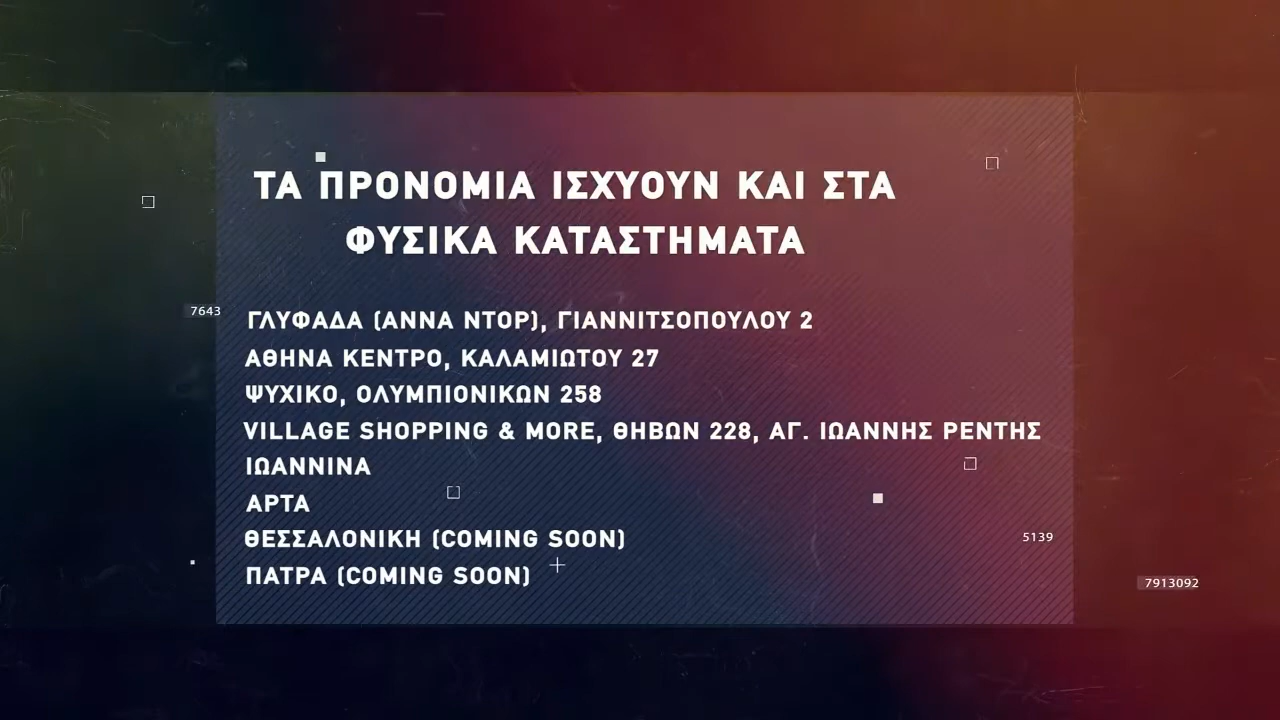 ΤΑ ΠΡΟΝΟΜΙΑ ΙΣΧΥΟΥΝ ΚΑΙ ΣΤΑ
ΦΥΣΙΚΑ ΚΑΤΑΣΤΗΜΑΤΑ
7643
ΓΛΥΦΑΔΑ (ΑΝΝΑ ΝΤΟΡ), ΓΙΑΝΝΙΤΣΟΠΟΥΛΟΥ 2
ΑΘΗΝΑ ΚΕΝΤΡΟ, ΚΑΛΑΜΙΩΤΟΥ 27
ΨΥΧΙΚΟ, ΟΛΥΜΠΙΟΝΙΚΩΝ 258
VILLAGE SHOPPING & MORE, ΘΗΒΩΝ 228, ΑΓ. ΙΩΑΝΝΗΣ ΡΕΝΤΗΣ
ΙΩΑΝΝΙΝΑ
ΑΡΤΑ
ΘΕΣΣΑΛΟΝΙΚΗ (COMING SOON)
5139
ΠΑΤΡΑ (COMING SOON)
7913092